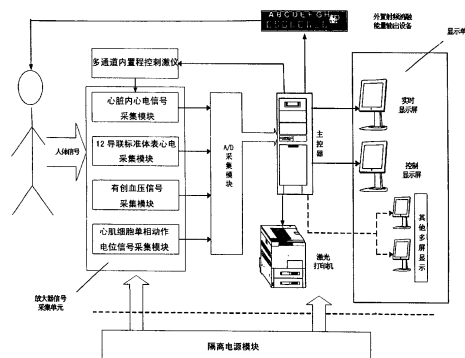 ABCDEFGH
外置射频消融
能量输出设备
显示单
多通道内置程控刺激仪
心脏内心电信号
采集模块
12导联标准体表心电
采集模块
人体信号
有创血压信号
采集模块
心肌细胞单相动作
电位信号采集模块
A/D
采集模块
主控器
实时
显示屏
控制
显示屏
其他多屏显示
激光
打印机
放大器信号
采集单元
隔离电源模块